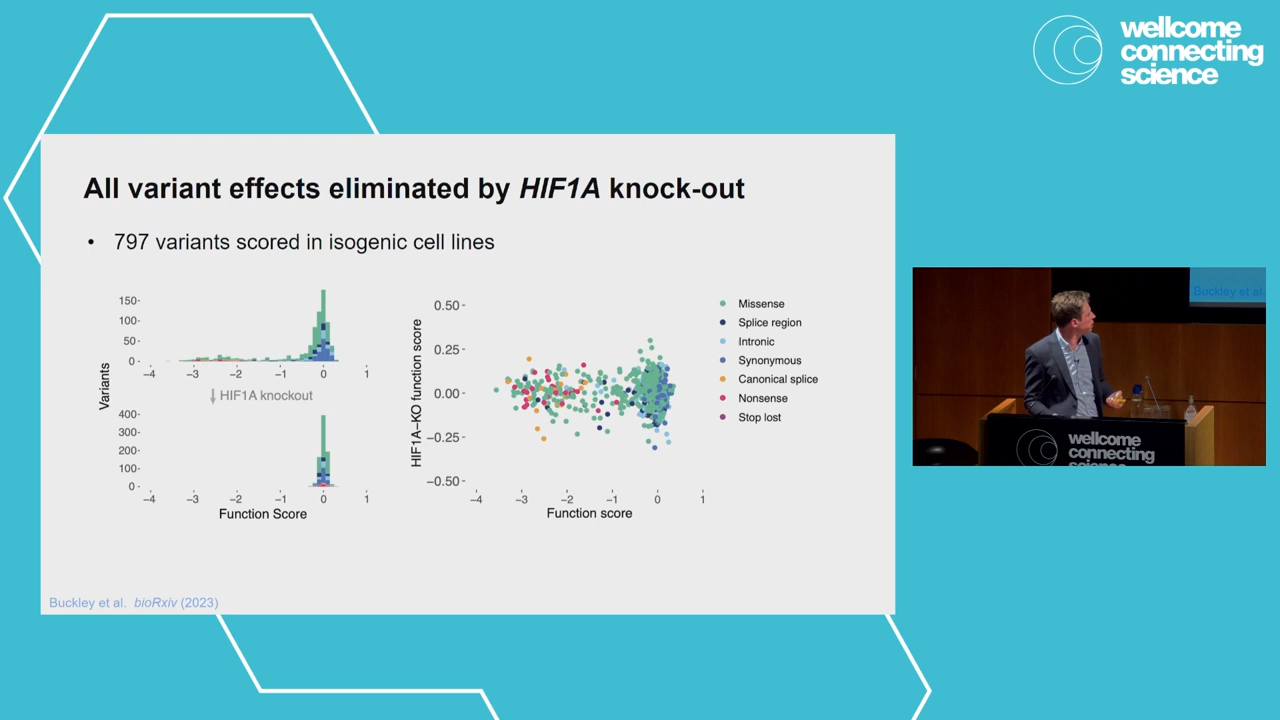 wellcome
connecting
science
All variant effects eliminated by HIF1A knock-out
• 797 variants scored in isogenic cell lines
Variants
150-
100-
50-
0-
−4 −3 −2 −1 0 1
HIF1A knockout
400-
300-
200-
100-
0-
−4 −3 −2 −1 0 1
Function Score
HIF1A−KO function score
0.50-
0.25-
0.00-
−0.25-
−0.50-
−4 −3 −2 −1 0 1
Function score
Missense
Splice region
Intronic
Synonymous
Canonical splice
Nonsense
Stop lost
Buckley et al. bioRxiv (2023)
Buckley et al.
wellcome
connecting
science